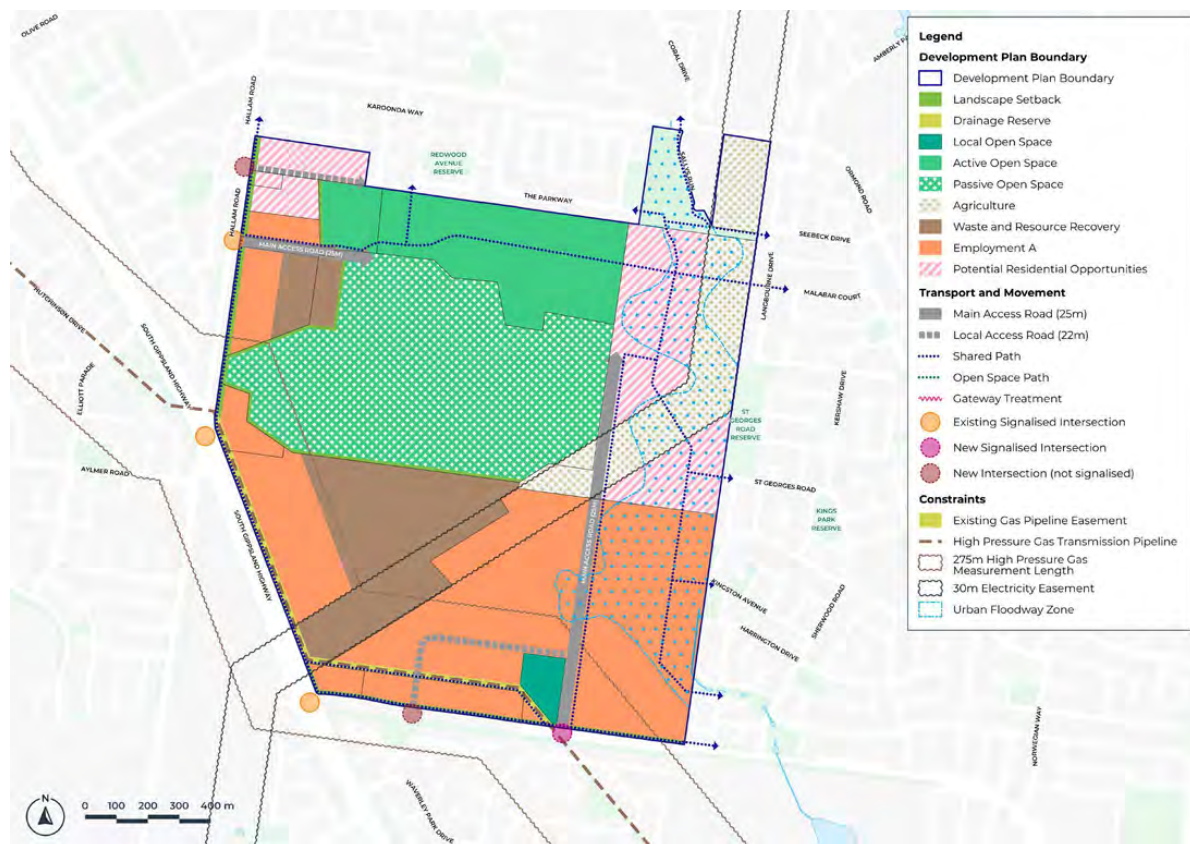 OLIVE ROAD
HALLAM ROAD
KAROONDA WAY
CORAL DRIVE
REDWOOD
AVENUE
RESERVE
THE PARKWAY
ORMOND ROAD
HALLAM ROAD
MAIN ACCESS ROAD (25M)
SEEBECK DRIVE
LANGBOURNE DRIVE
MALABAR COURT
HUTCHINSON DRIVE
SOUTH GIPPSLAND HIGHWAY
ELLIOTT PARADE
KERSHAW DRIVE
ST
GEORGES
ROAD
RESERVE
AYLMER ROAD
ST GEORGES ROAD
KINGS
PARK
RESERVE
SOUTH GIPPSLAND HIGHWAY
MAIN ACCESS ROAD (25M)
KINGSTON AVENUE
SHERWOOD ROAD
HARRINGTON DRIVE
NORWEGIAN WAY
WAVERLEY PARK DRIVE
N
0 100 200 300 400 m
Legend
Development Plan Boundary
Development Plan Boundary
Landscape Setback
Drainage Reserve
Local Open Space
Active Open Space
Passive Open Space
Agriculture
Waste and Resource Recovery
Employment A
Potential Residential Opportunities
Transport and Movement
Main Access Road (25m)
Local Access Road (22m)
Shared Path
Open Space Path
Gateway Treatment
Existing Signalised Intersection
New Signalised Intersection
New Intersection (not signalised)
Constraints
Existing Gas Pipeline Easement
High Pressure Gas Transmission Pipeline
275m High Pressure Gas
Measurement Length
30m Electricity Easement
Urban Floodway Zone